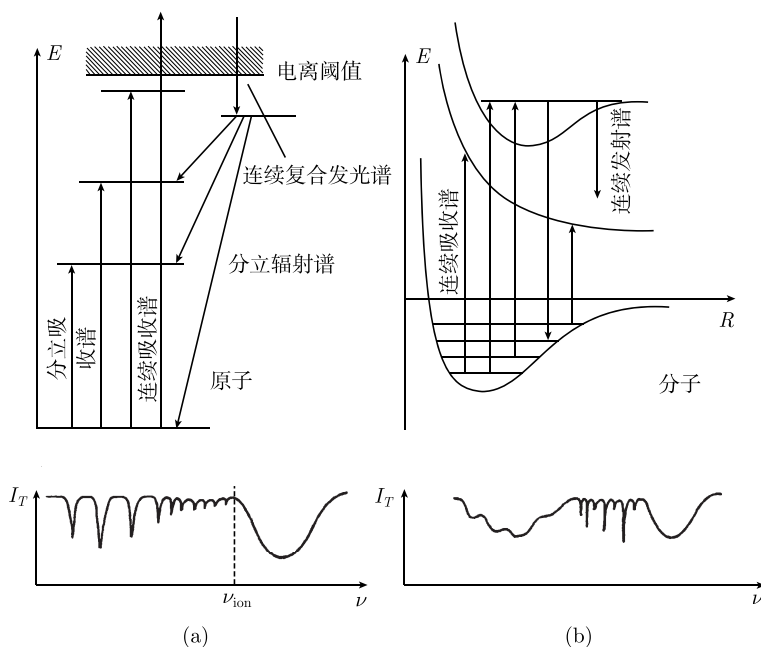 E
电离阈值
连续复合发光谱
分立辐射谱
分立吸
收谱
连续吸收谱
原子
E
连续发射谱
连续吸收谱
R
分子
I_T
ν_ion
ν
(a)
I_T
ν
(b)